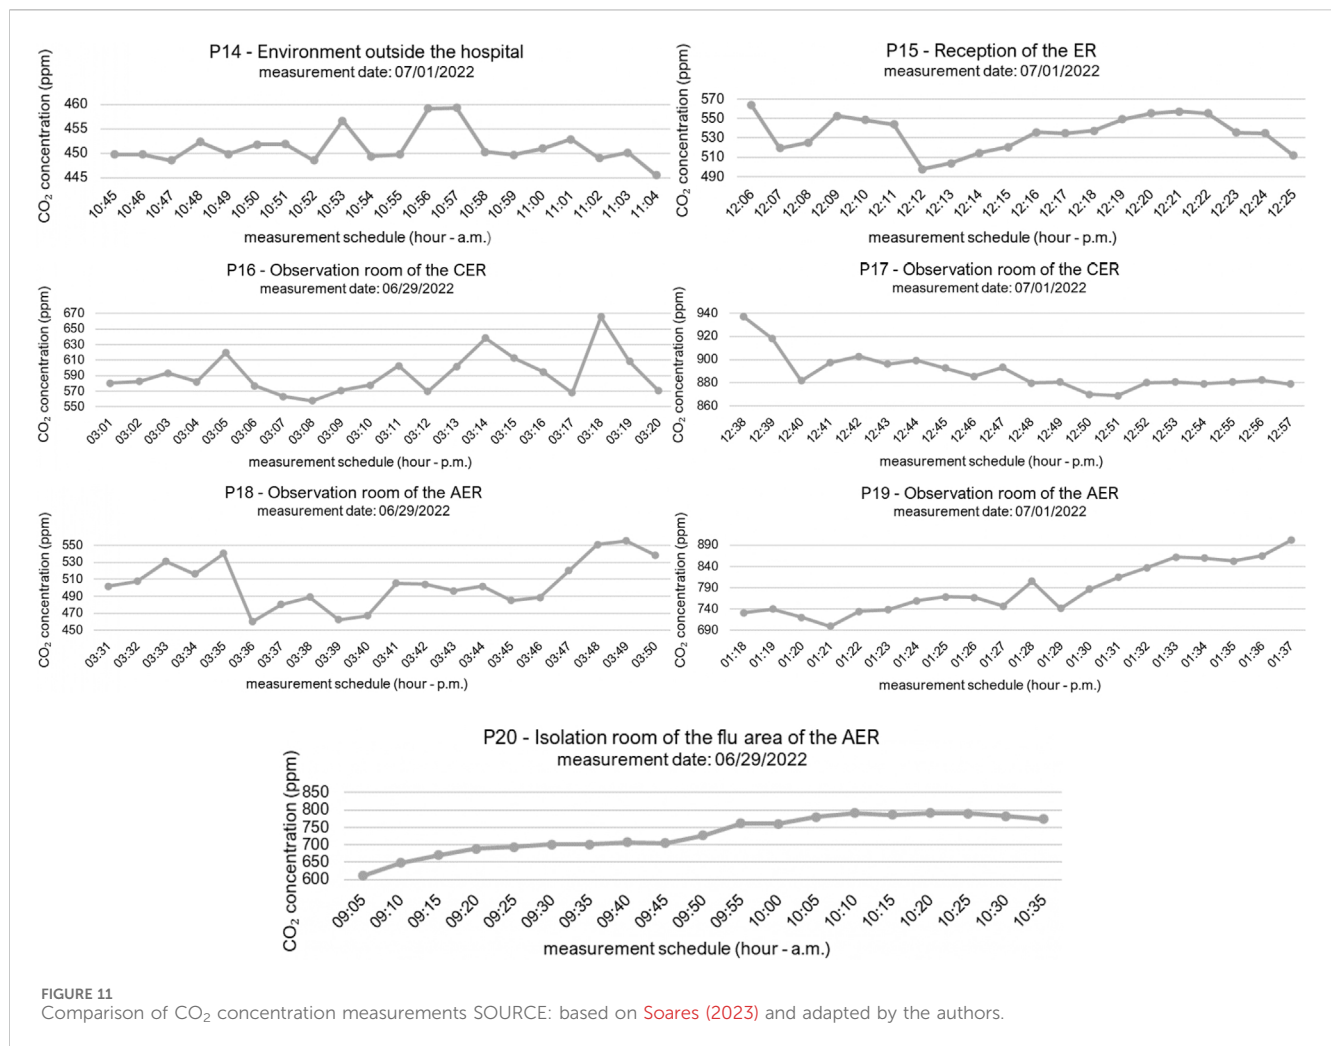 P14 - Environment outside the hospital
measurement date: 07/01/2022
CO₂ concentration (ppm)
460
455
450
445
10:45 10:46 10:47 10:48 10:49 10:50 10:51 10:52 10:53 10:54 10:55 10:56 10:57 10:58 10:59 11:00 11:01 11:02 11:03 11:04
measurement schedule (hour - a.m.)
P15 - Reception of the ER
measurement date: 07/01/2022
CO₂ concentration (ppm)
570
550
530
510
490
12:06 12:07 12:08 12:09 12:10 12:11 12:12 12:13 12:14 12:15 12:16 12:17 12:18 12:19 12:20 12:21 12:22 12:23 12:24 12:25
measurement schedule (hour - p.m.)
P16 - Observation room of the CER
measurement date: 06/29/2022
CO₂ concentration (ppm)
670
650
630
610
590
570
550
03:01 03:02 03:03 03:04 03:05 03:06 03:07 03:08 03:09 03:10 03:11 03:12 03:13 03:14 03:15 03:16 03:17 03:18 03:19 03:20
measurement schedule (hour - p.m.)
P17 - Observation room of the CER
measurement date: 07/01/2022
CO₂ concentration (ppm)
940
920
900
880
860
12:38 12:39 12:40 12:41 12:42 12:43 12:44 12:45 12:46 12:47 12:48 12:49 12:50 12:51 12:52 12:53 12:54 12:55 12:56 12:57
measurement schedule (hour - p.m.)
P18 - Observation room of the AER
measurement date: 06/29/2022
CO₂ concentration (ppm)
550
530
510
490
470
450
03:31 03:32 03:33 03:34 03:35 03:36 03:37 03:38 03:39 03:40 03:41 03:42 03:43 03:44 03:45 03:46 03:47 03:48 03:49 03:50
measurement schedule (hour - p.m.)
P19 - Observation room of the AER
measurement date: 07/01/2022
CO₂ concentration (ppm)
890
840
790
740
690
01:18 01:19 01:20 01:21 01:22 01:23 01:24 01:25 01:26 01:27 01:28 01:29 01:30 01:31 01:32 01:33 01:34 01:35 01:36 01:37
measurement schedule (hour - p.m.)
P20 - Isolation room of the flu area of the AER
measurement date: 06/29/2022
CO₂ concentration (ppm)
850
800
750
700
650
600
09:05 09:10 09:15 09:20 09:25 09:30 09:35 09:40 09:45 09:50 09:55 10:00 10:05 10:10 10:15 10:20 10:25 10:30 10:35
measurement schedule (hour - a.m.)
FIGURE 11
Comparison of CO₂ concentration measurements SOURCE: based on Soares (2023) and adapted by the authors.